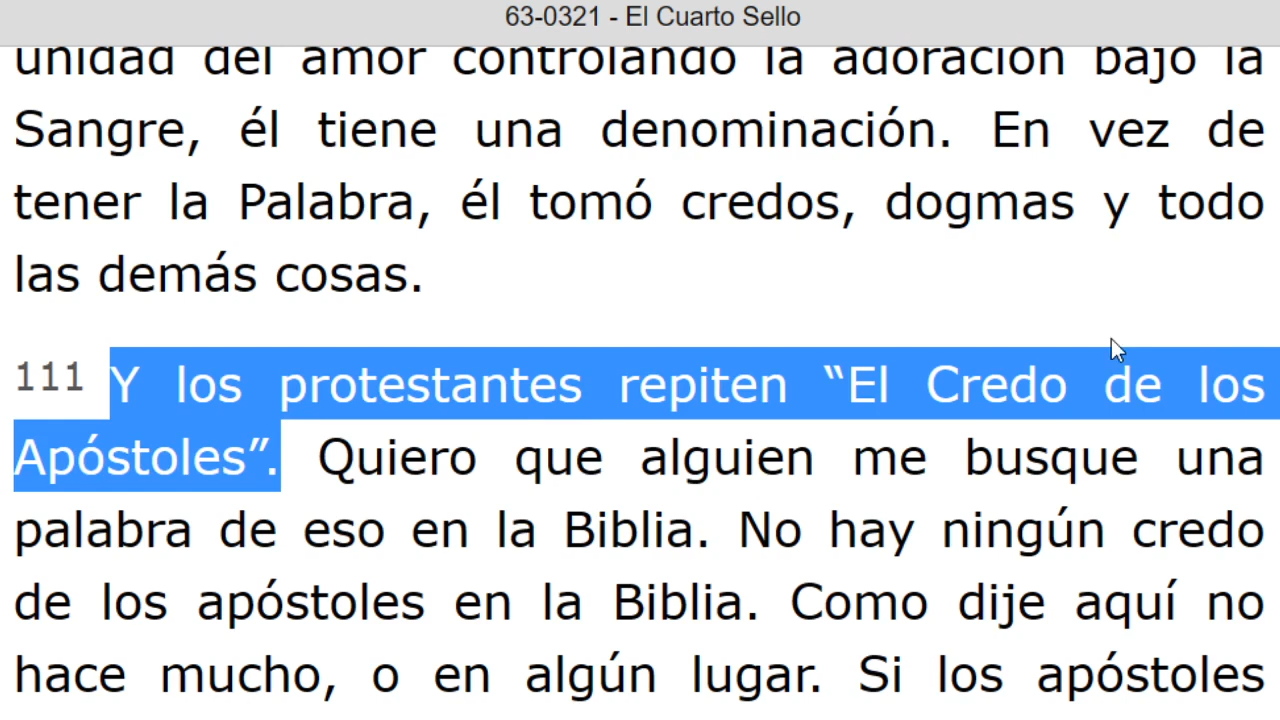 63-0321 - El Cuarto Sello
unidad del amor controlando la adoración bajo la
Sangre, él tiene una denominación. En vez de
tener la Palabra, él tomó credos, dogmas y todo
las demás cosas.
111 Y los protestantes repiten “El Credo de los
Apóstoles”. Quiero que alguien me busque una
palabra de eso en la Biblia. No hay ningún credo
de los apóstoles en la Biblia. Como dije aquí no
hace mucho, o en algún lugar. Si los apóstoles